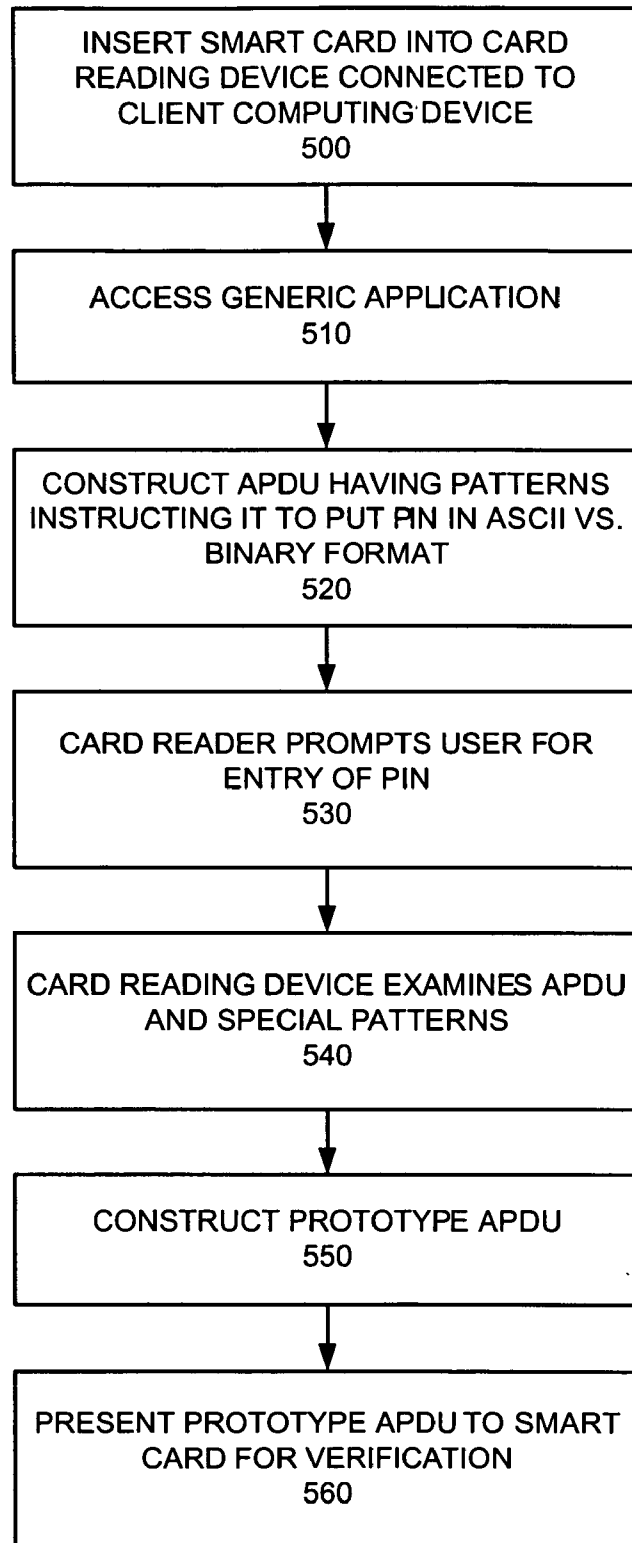 INSERT SMART CARD INTO CARD
READING DEVICE CONNECTED TO
CLIENT COMPUTING DEVICE
500
ACCESS GENERIC APPLICATION
510
CONSTRUCT APDU HAVING PATTERNS
INSTRUCTING IT TO PUT PIN IN ASCII VS.
BINARY FORMAT
520
CARD READER PROMPTS USER FOR
ENTRY OF PIN
530
CARD READING DEVICE EXAMINES APDU
AND SPECIAL PATTERNS
540
CONSTRUCT PROTOTYPE APDU
550
PRESENT PROTOTYPE APDU TO SMART
CARD FOR VERIFICATION
560